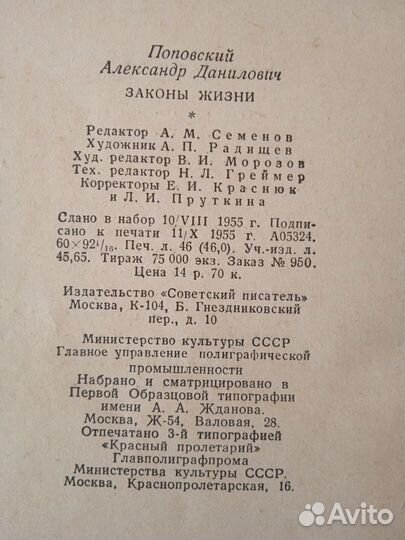 Поповский
Александр Данилович
ЗАКОНЫ ЖИЗНИ
*
Редактор А. М. Семенов
Художник А. П. Радищев
Худ. редактор В. И. Морозов
Тех. редактор Н. Л. Греймер
Корректоры Е. И. Краснюк
и Л. И. Пруткина
Сдано в набор 10/VIII 1955 г. Подпи-
сано к печати 11/X 1955 г. А05324.
60×92¹/₁₆. Печ. л. 46 (46,0). Уч.-изд. л.
45,65. Тираж 75 000 экз. Заказ № 950.
Цена 14 р. 70 к.
Издательство «Советский писатель»
Москва, К-104, Б. Гнездниковский
пер., д. 10
Министерство культуры СССР
Главное управление полиграфической
промышленности
Набрано и сматрицировано в
Первой Образцовой типографии
имени А. А. Жданова.
Москва, Ж-54, Валовая, 28.
Отпечатано 3-й типографией
«Красный пролетарий»
Главполиграфпрома
Министерства культуры СССР.
Москва, Краснопролетарская, 16.
Avito